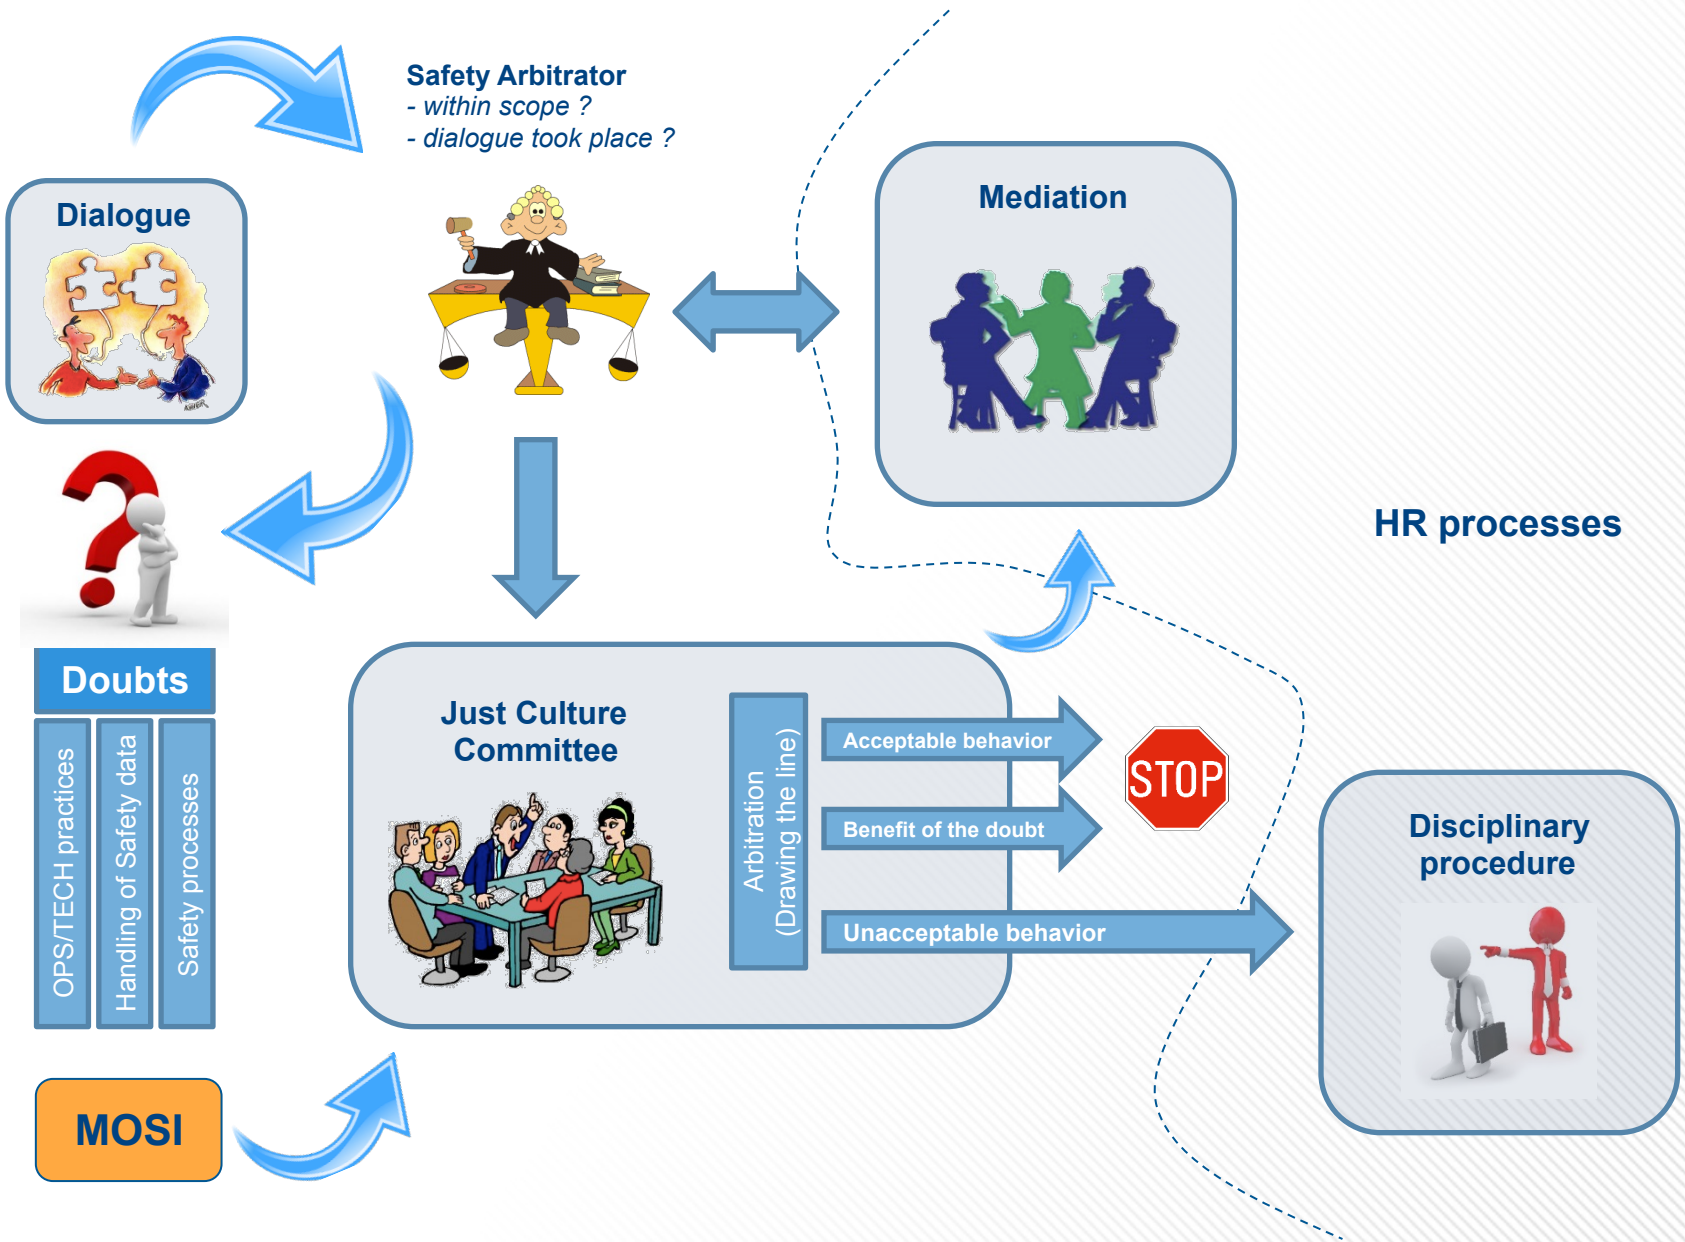 Safety Arbitrator
- within scope ?
- dialogue took place ?
Dialogue
Mediation
HR processes
Doubts
OPS/TECH practices
Handling of Safety data
Safety processes
MOSI
Just Culture
Committee
Arbitration
(Drawing the line)
Acceptable behavior
Benefit of the doubt
Unacceptable behavior
STOP
Disciplinary
procedure